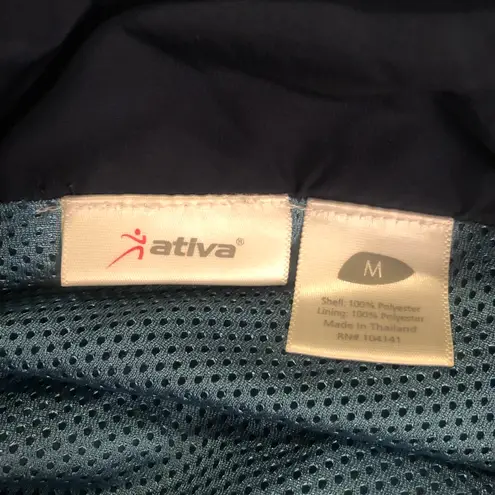 ativa®
M
Shell: 100% Polyester
Lining: 100% Polyester
Made in Thailand
RN# 104141